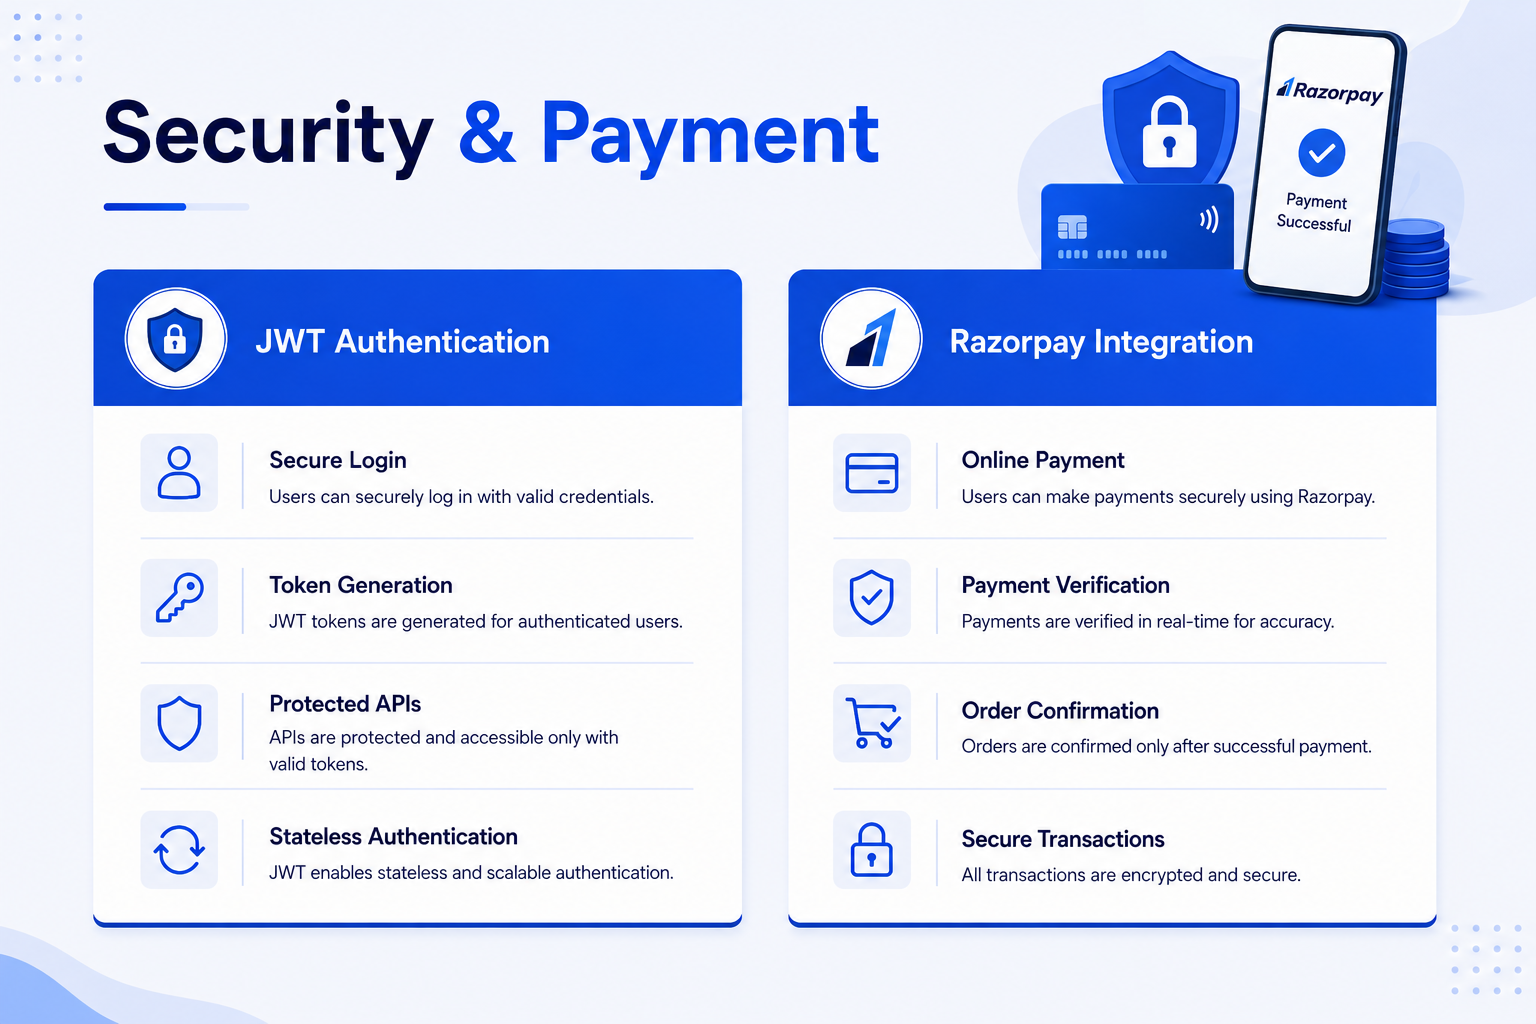 Security & Payment
Razorpay
Payment
Successful
JWT Authentication
Secure Login
Users can securely log in with valid credentials.
Token Generation
JWT tokens are generated for authenticated users.
Protected APIs
APIs are protected and accessible only with
valid tokens.
Stateless Authentication
JWT enables stateless and scalable authentication.
Razorpay Integration
Online Payment
Users can make payments securely using Razorpay.
Payment Verification
Payments are verified in real-time for accuracy.
Order Confirmation
Orders are confirmed only after successful payment.
Secure Transactions
All transactions are encrypted and secure.